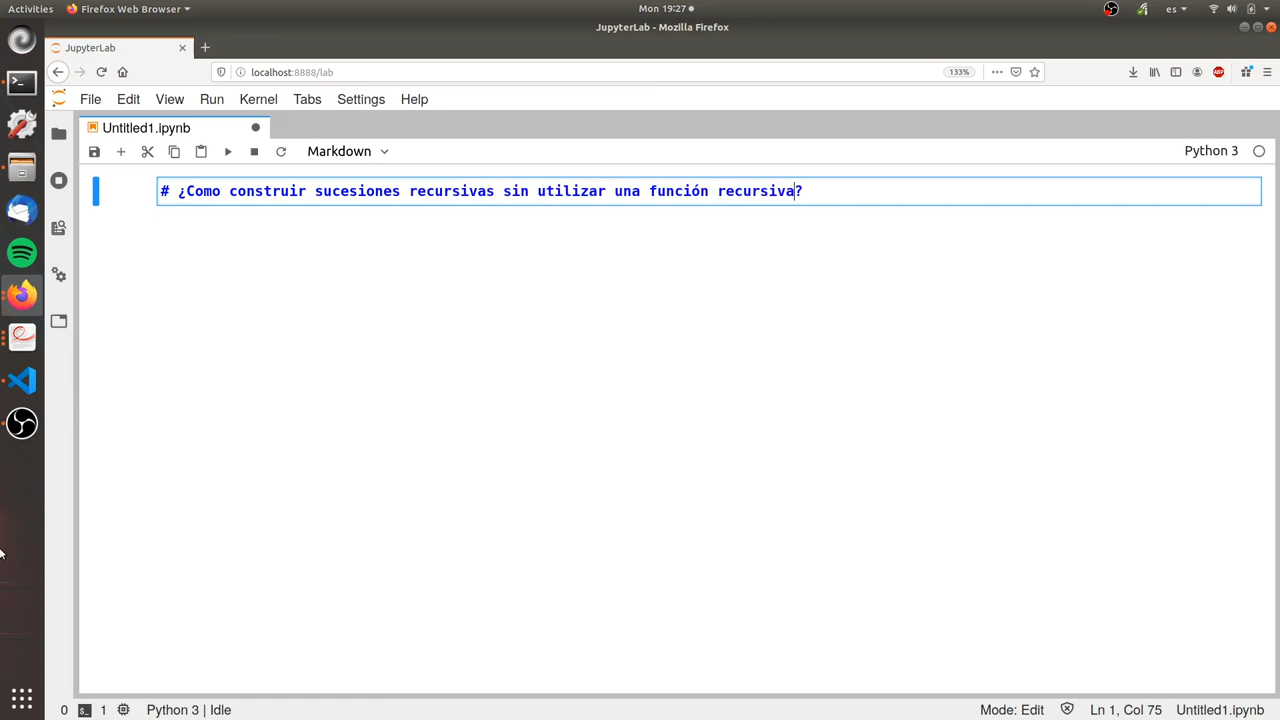 Activities Firefox Web Browser Mon 19:27 es
JupyterLab - Mozilla Firefox
JupyterLab
localhost:8888/lab 133% ABP
File Edit View Run Kernel Tabs Settings Help
Untitled1.ipynb
Markdown Python 3
# ¿Como construir sucesiones recursivas sin utilizar una función recursiva?
0 1 Python 3 | Idle Mode: Edit Ln 1, Col 75 Untitled1.ipynb